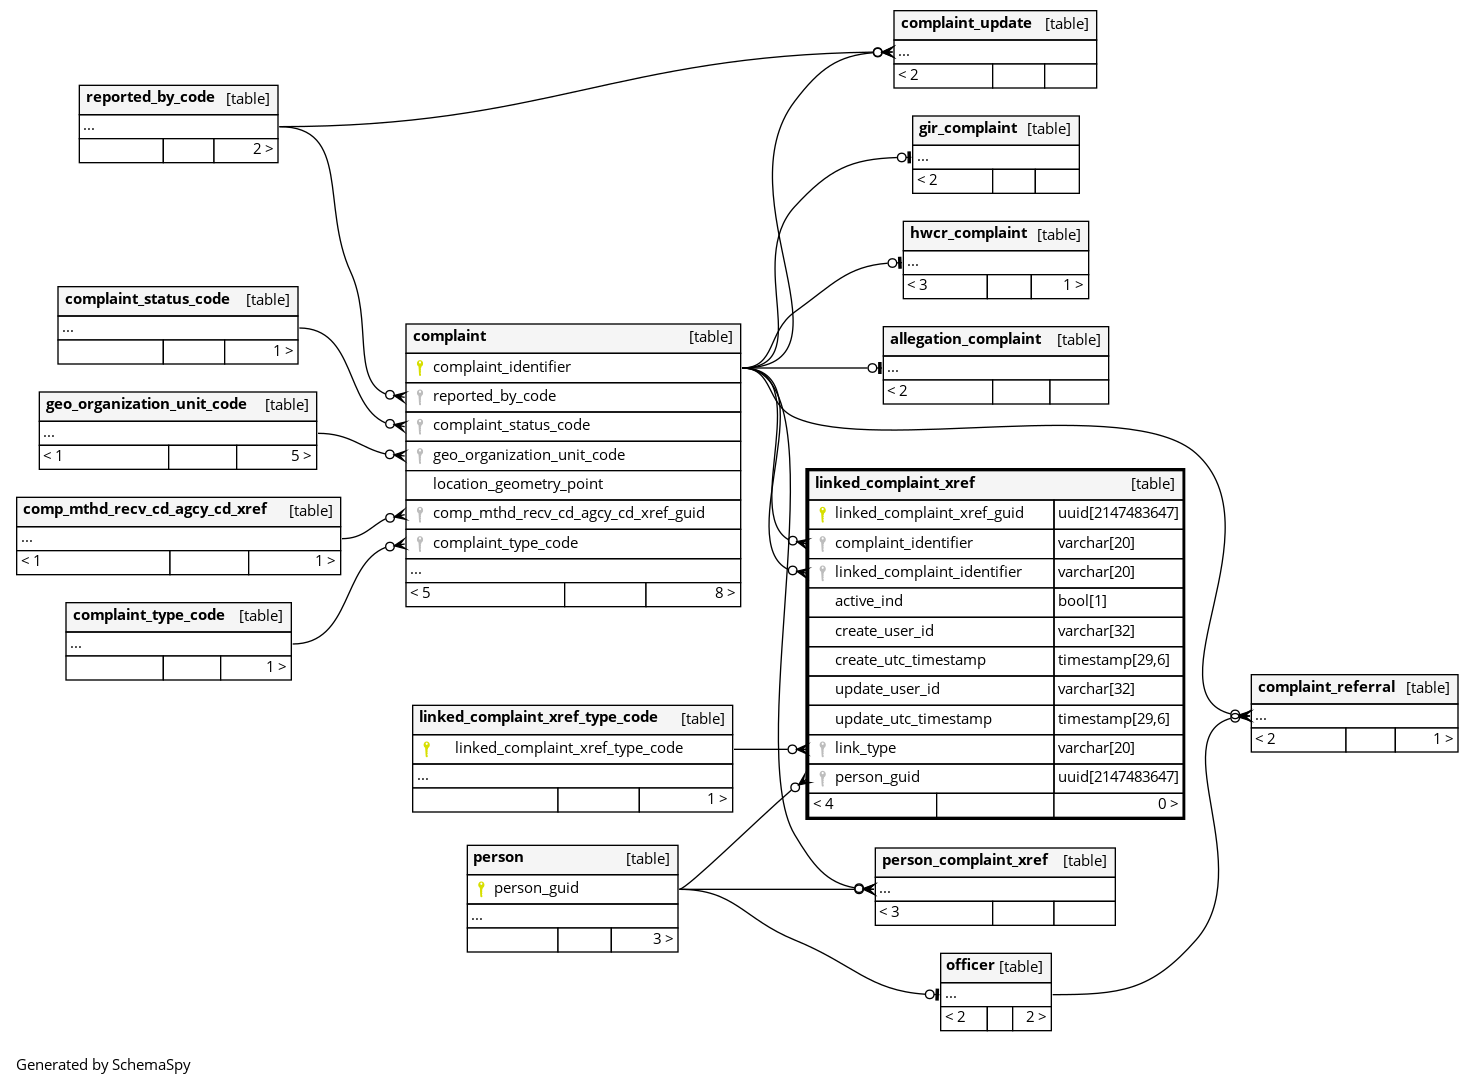 complaint_update [table]
...
< 2
reported_by_code [table]
...
2 >
gir_complaint [table]
...
< 2
hwcr_complaint [table]
...
< 3 1 >
complaint_status_code [table]
...
1 >
allegation_complaint [table]
...
< 2
geo_organization_unit_code [table]
...
< 1 5 >
comp_mthd_recv_cd_agcy_cd_xref [table]
...
< 1 1 >
complaint_type_code [table]
...
1 >
complaint [table]
complaint_identifier
reported_by_code
complaint_status_code
geo_organization_unit_code
location_geometry_point
comp_mthd_recv_cd_agcy_cd_xref_guid
complaint_type_code
...
< 5 8 >
linked_complaint_xref [table]
linked_complaint_xref_guid uuid[2147483647]
complaint_identifier varchar[20]
linked_complaint_identifier varchar[20]
active_ind bool[1]
create_user_id varchar[32]
create_utc_timestamp timestamp[29,6]
update_user_id varchar[32]
update_utc_timestamp timestamp[29,6]
link_type varchar[20]
person_guid uuid[2147483647]
< 4 0 >
complaint_referral [table]
...
< 2 1 >
linked_complaint_xref_type_code [table]
linked_complaint_xref_type_code
...
1 >
person [table]
person_guid
...
3 >
person_complaint_xref [table]
...
< 3
officer [table]
...
< 2 2 >
Generated by SchemaSpy